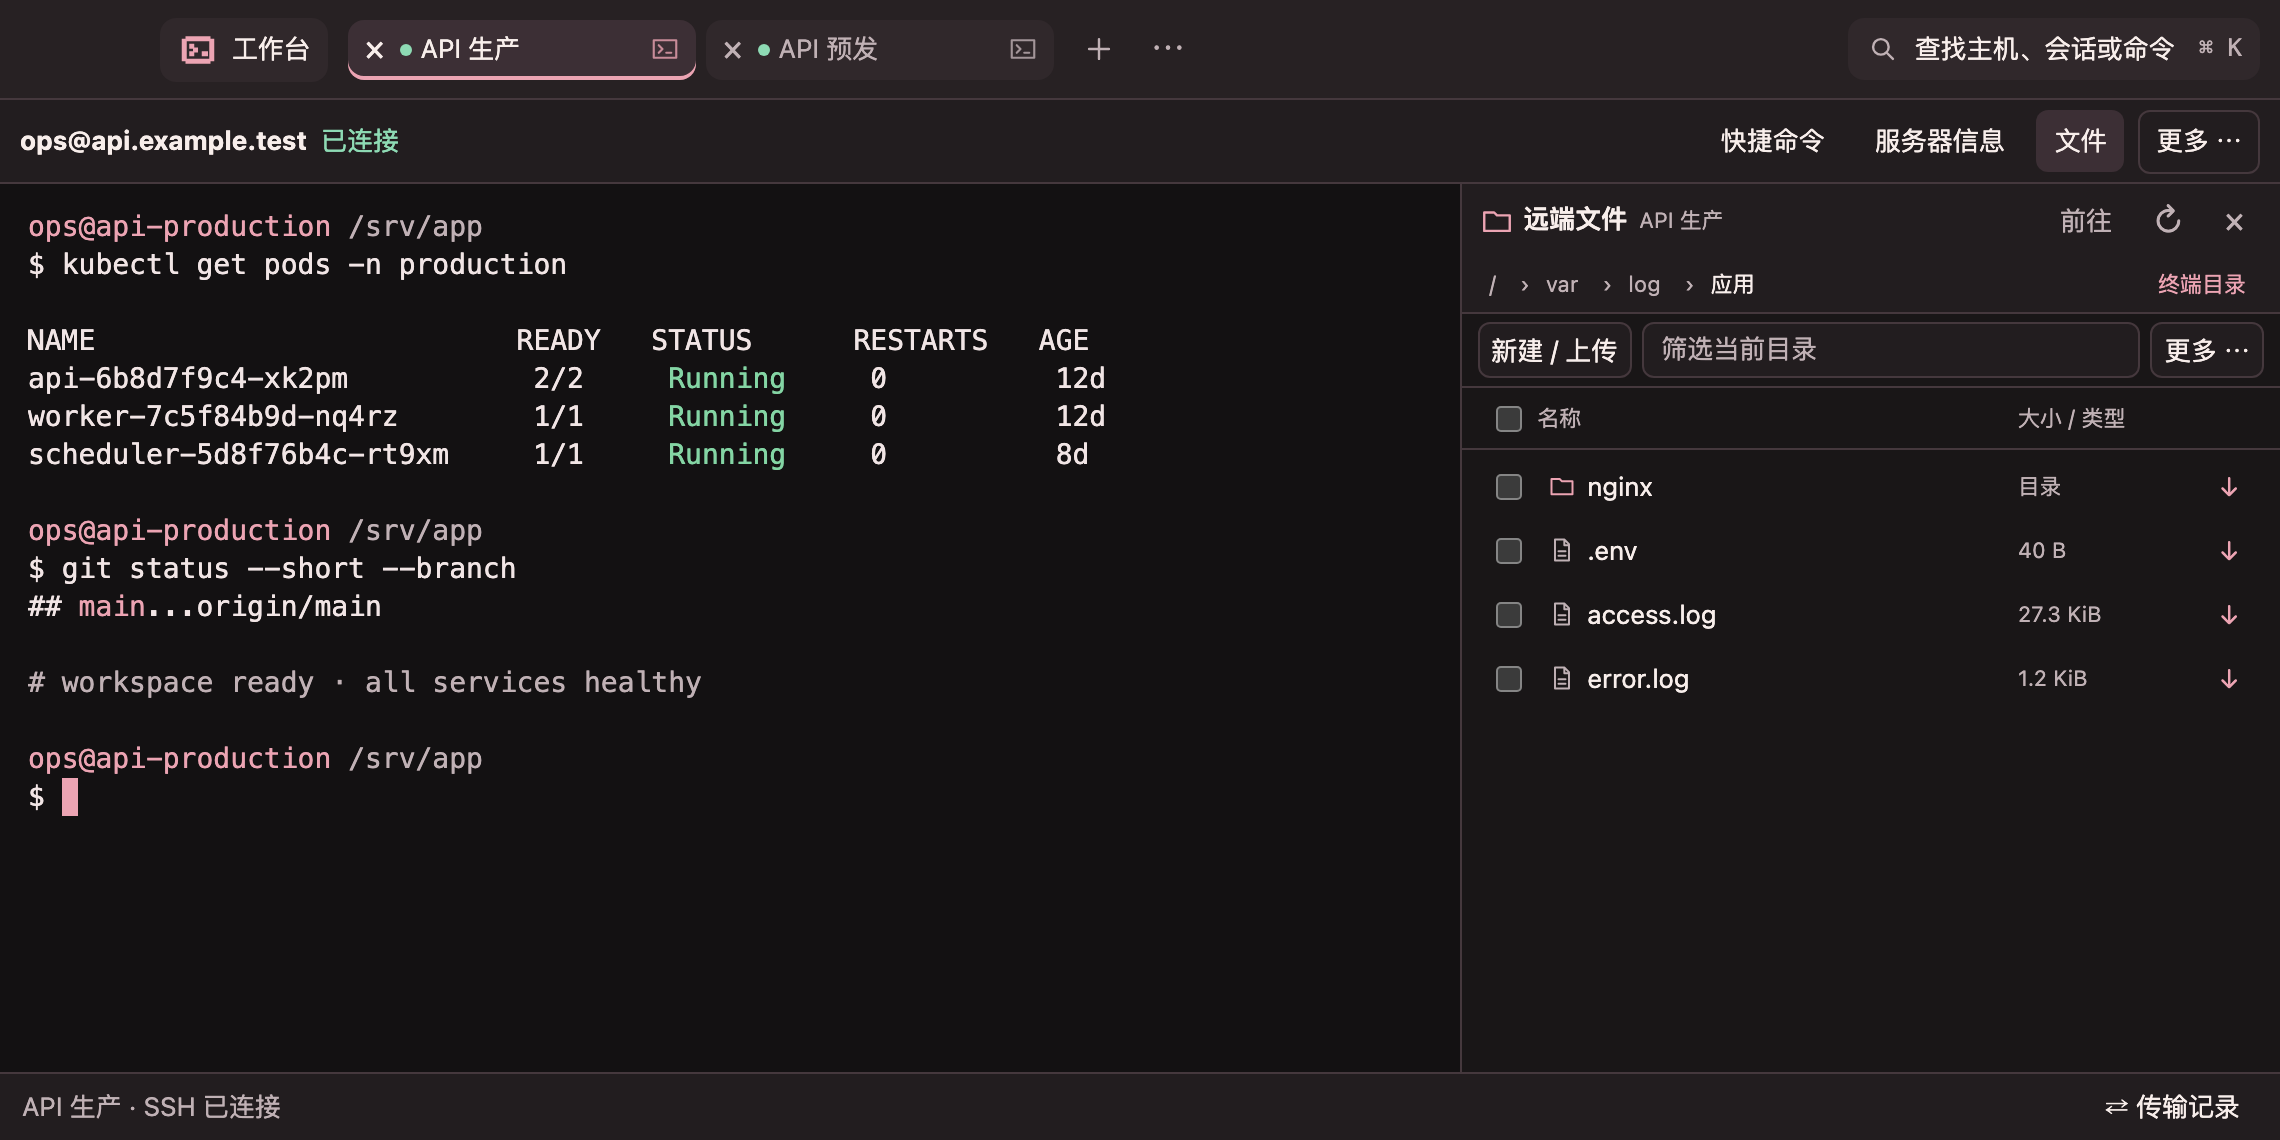 工作台 API 生产 API 预发 查找主机、会话或命令 ⌘ K
ops@api.example.test 已连接 快捷命令 服务器信息 文件 更多 ···
ops@api-production /srv/app
$ kubectl get pods -n production
NAME READY STATUS RESTARTS AGE
api-6b8d7f9c4-xk2pm 2/2 Running 0 12d
worker-7c5f84b9d-nq4rz 1/1 Running 0 12d
scheduler-5d8f76b4c-rt9xm 1/1 Running 0 8d
ops@api-production /srv/app
$ git status --short --branch
## main...origin/main
# workspace ready · all services healthy
ops@api-production /srv/app
$
远端文件 API 生产 前往
/ › var › log › 应用 终端目录
新建 / 上传 筛选当前目录 更多 ···
名称 大小 / 类型
nginx 目录
.env 40 B
access.log 27.3 KiB
error.log 1.2 KiB
API 生产 · SSH 已连接 ⇄ 传输记录